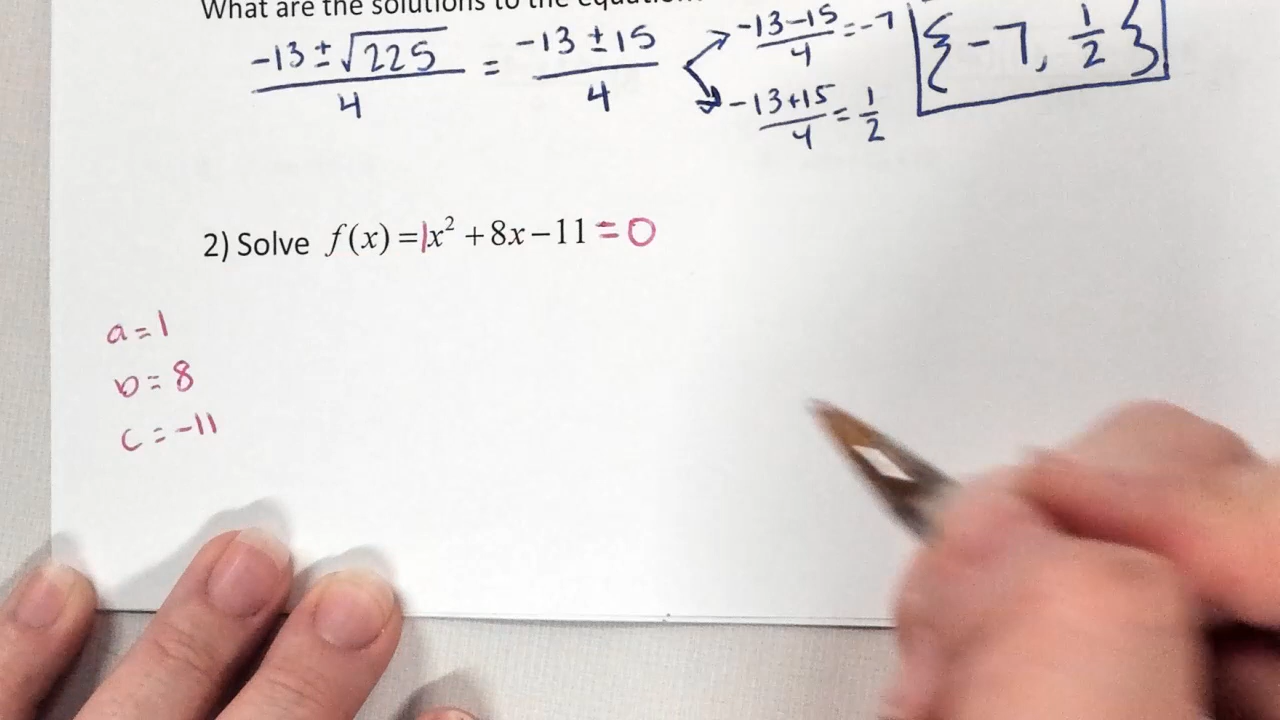 What are the solutions to the equation
-13 ± √225 / 4 = -13 ± 15 / 4
-13-15 / 4 = -7
-13+15 / 4 = 1/2
{-7, 1/2}
2) Solve f(x) = 1x² + 8x - 11 = 0
a = 1
b = 8
c = -11